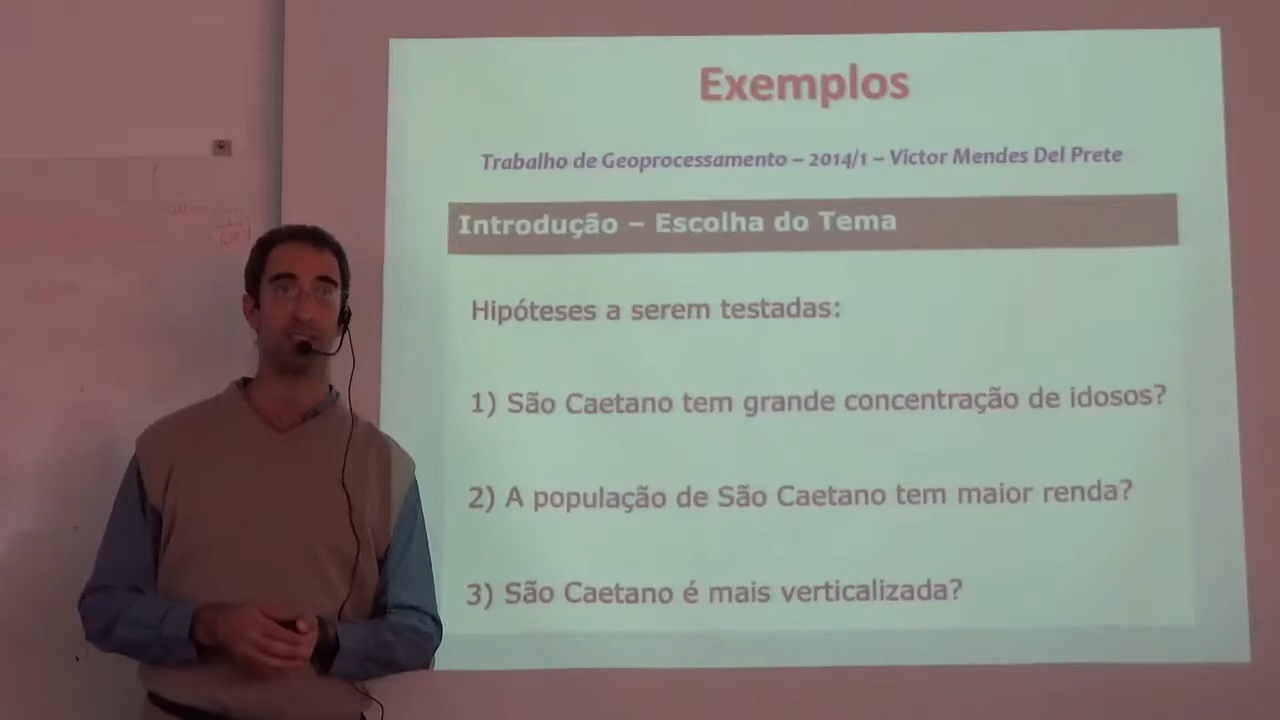 Exemplos
Trabalho de Geoprocessamento – 2014/1 – Victor Mendes Del Prete
Introdução – Escolha do Tema
Hipóteses a serem testadas:
1) São Caetano tem grande concentração de idosos?
2) A população de São Caetano tem maior renda?
3) São Caetano é mais verticalizada?